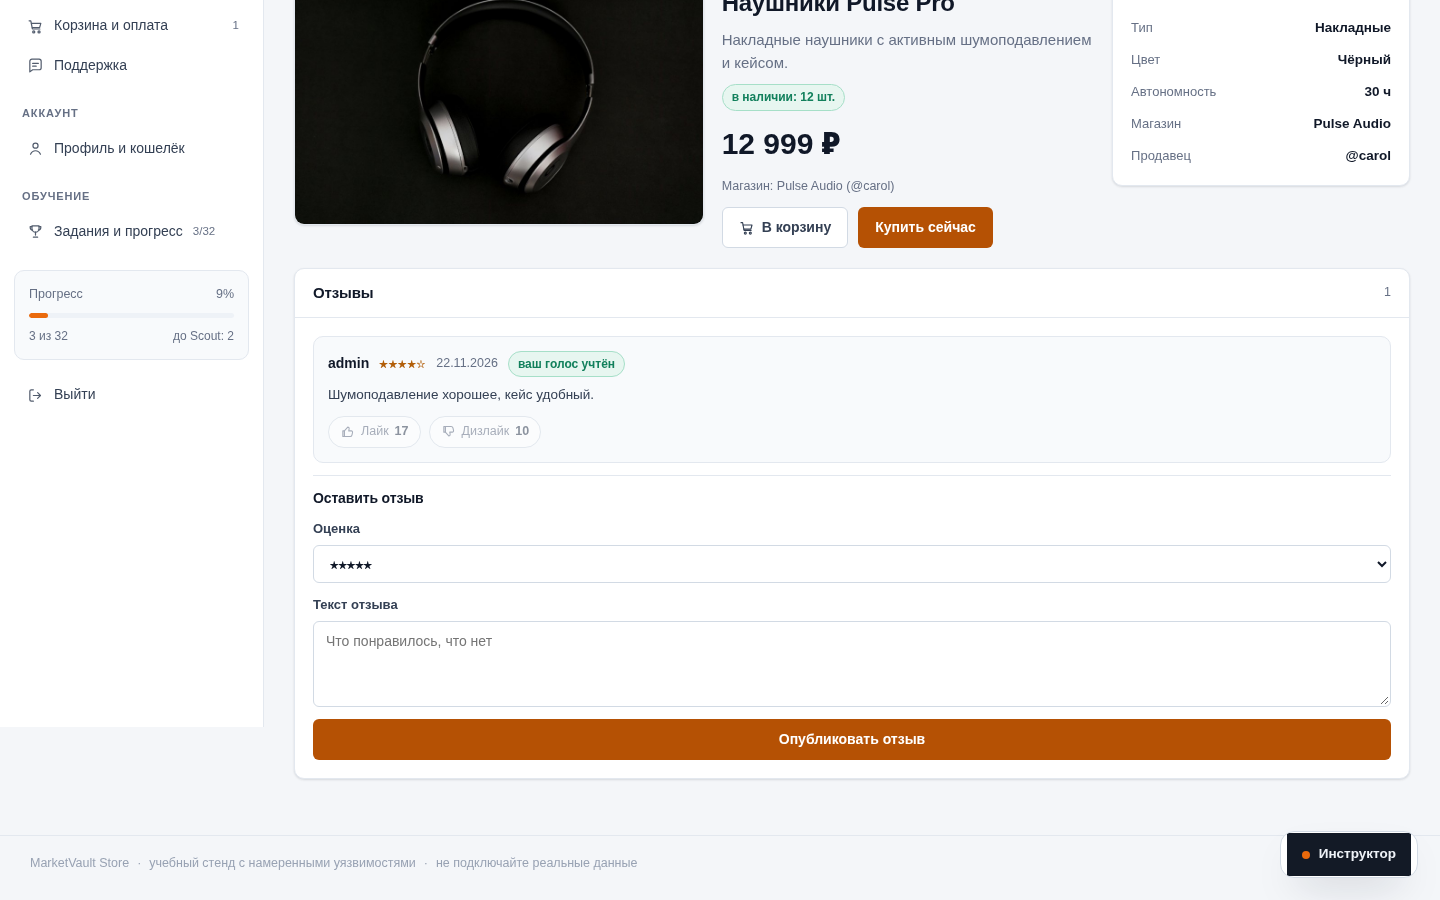 Корзина и оплата 1
Поддержка
АККАУНТ
Профиль и кошелёк
ОБУЧЕНИЕ
Задания и прогресс 3/32
Прогресс 9%
3 из 32 до Scout: 2
Выйти
Наушники Pulse Pro
Накладные наушники с активным шумоподавлением
и кейсом.
в наличии: 12 шт.
12 999 ₽
Магазин: Pulse Audio (@carol)
В корзину
Купить сейчас
Тип Накладные
Цвет Чёрный
Автономность 30 ч
Магазин Pulse Audio
Продавец @carol
Отзывы 1
admin ★★★★☆ 22.11.2026 ваш голос учтён
Шумоподавление хорошее, кейс удобный.
Лайк 17 Дизлайк 10
Оставить отзыв
Оценка
★★★★★
Текст отзыва
Что понравилось, что нет
Опубликовать отзыв
MarketVault Store · учебный стенд с намеренными уязвимостями · не подключайте реальные данные
Инструктор